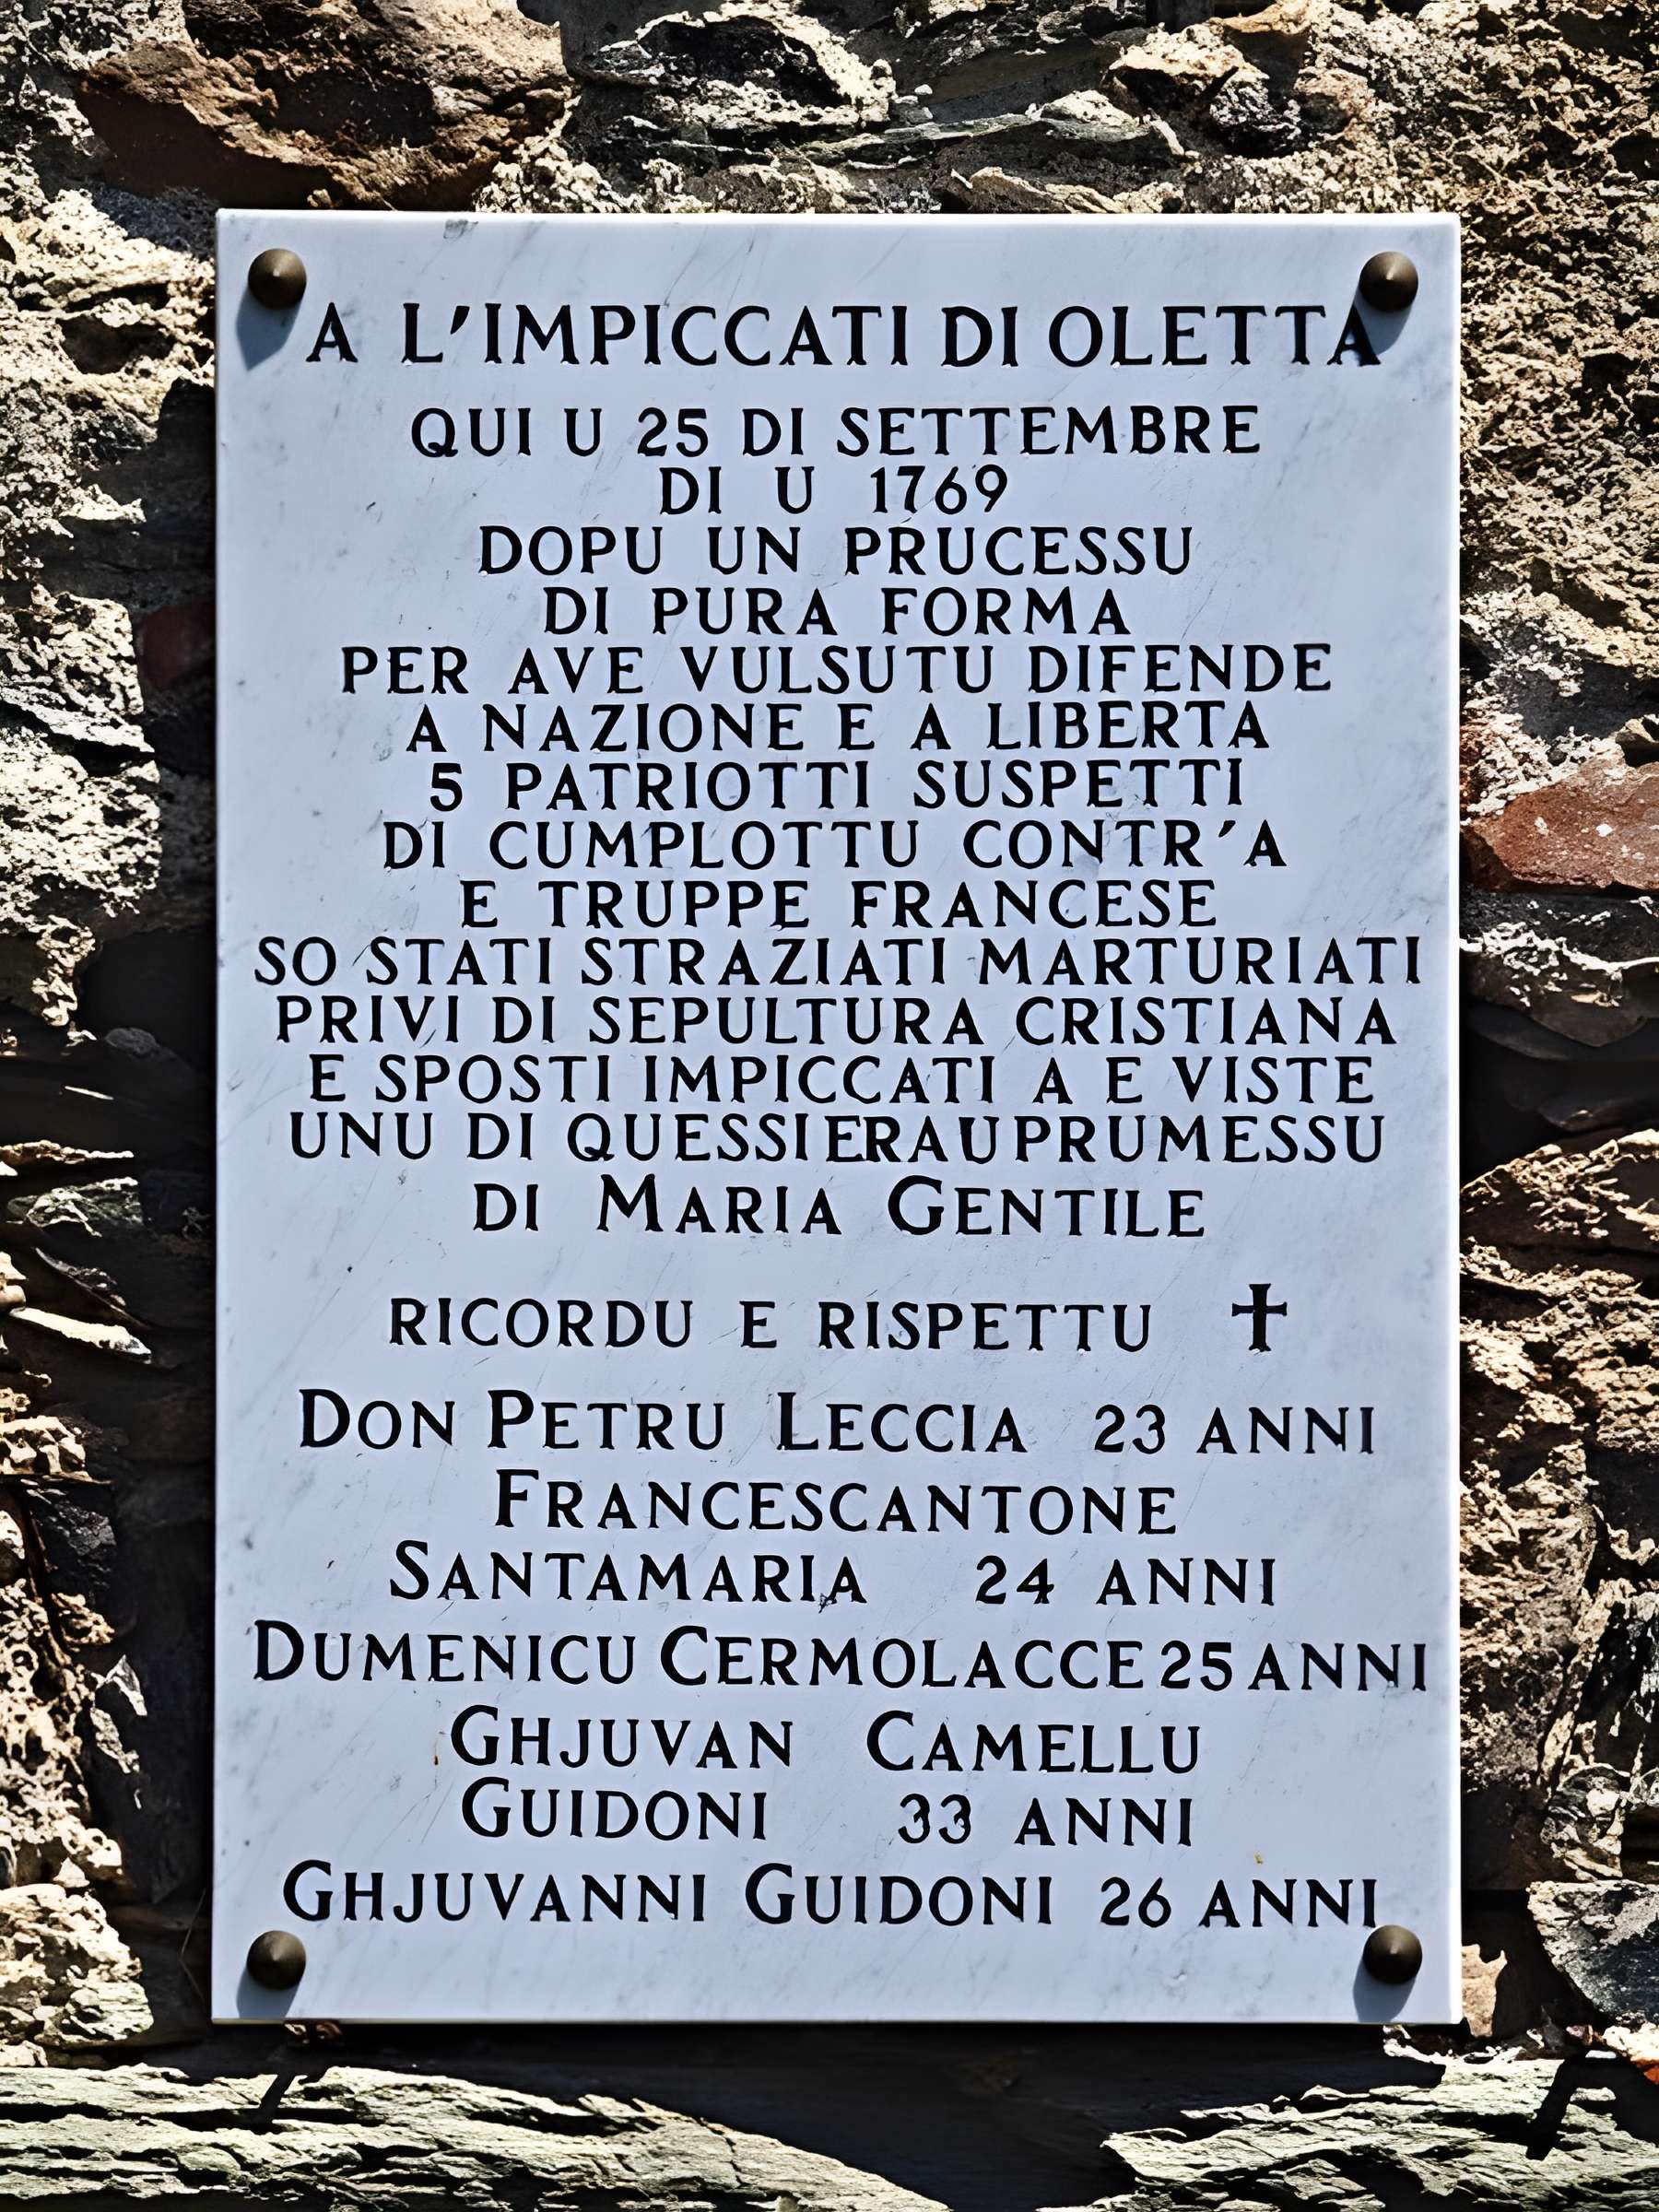 A L'IMPICCATI DI OLETTA
QUI U 25 DI SETTEMBRE
DI U 1769
DOPU UN PRUCESSU
DI PURA FORMA
PER AVE VULSUTU DIFENDE
A NAZIONE E A LIBERTA
5 PATRIOTTI SUSPETTI
DI CUMPLOTTU CONTR'A
E TRUPPE FRANCESE
SO STATI STRAZIATI MARTURIATI
PRIVI DI SEPULTURA CRISTIANA
E SPOSTI IMPICCATI A E VISTE
UNU DI QUESSI ERA U PRUMESSU
DI MARIA GENTILE
RICORDU E RISPETTU ✝
DON PETRU LECCIA 23 ANNI
FRANCESCANTONE
SANTAMARIA 24 ANNI
DUMENICU CERMOLACCE 25 ANNI
GHJUVAN CAMELLU
GUIDONI 33 ANNI
GHJUVANNI GUIDONI 26 ANNI